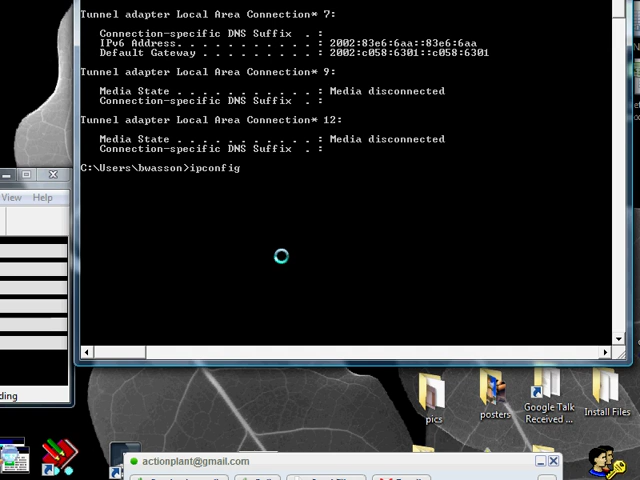 Tunnel adapter Local Area Connection* 7:
Connection-specific DNS Suffix . :
IPv6 Address. . . . . . . . . . . : 2002:83e6:6aa::83e6:6aa
Default Gateway . . . . . . . . . : 2002:c058:6301::c058:6301
Tunnel adapter Local Area Connection* 9:
Media State . . . . . . . . . . . : Media disconnected
Connection-specific DNS Suffix . :
Tunnel adapter Local Area Connection* 12:
Media State . . . . . . . . . . . : Media disconnected
Connection-specific DNS Suffix . :
C:\Users\bwasson>ipconfig
View Help
ding
pics
posters
Google Talk
Received ...
Install Files
actionplant@gmail.com